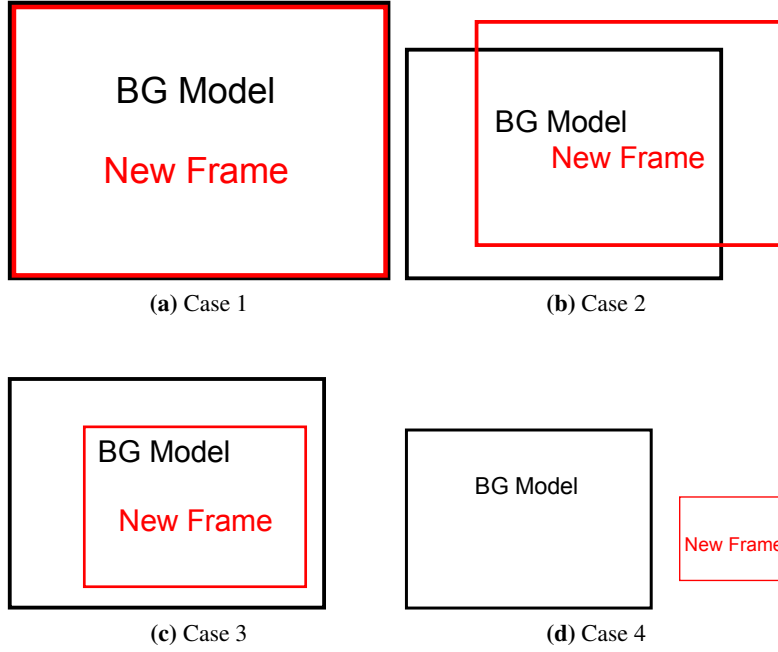 BG Model
New Frame
(a) Case 1
BG Model
New Frame
(b) Case 2
BG Model
New Frame
(c) Case 3
BG Model
New Frame
(d) Case 4